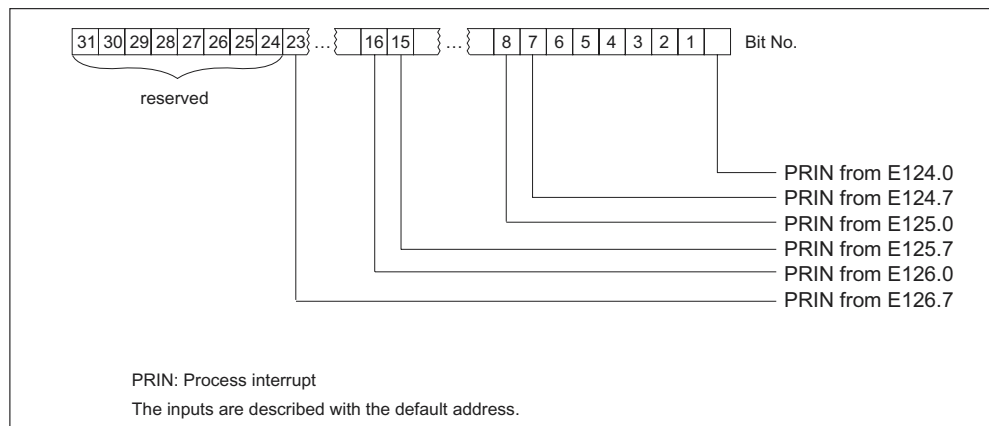 31 30 29 28 27 26 25 24 23 ... 16 15 ... 8 7 6 5 4 3 2 1 Bit No.
reserved
PRIN from E124.0
PRIN from E124.7
PRIN from E125.0
PRIN from E125.7
PRIN from E126.0
PRIN from E126.7
PRIN: Process interrupt
The inputs are described with the default address.